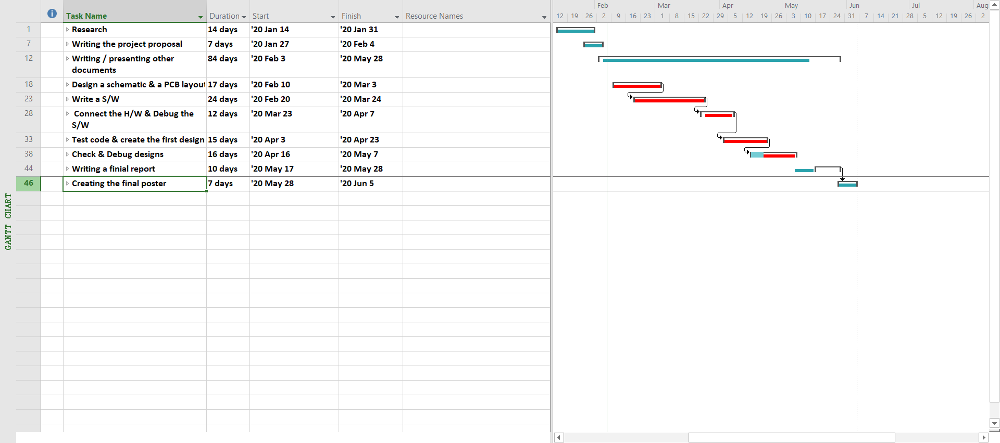 Feb Mar Apr May Jun Jul Aug
Task Name Duration Start Finish Resource Names 12 19 26 2 9 16 23 1 8 15 22 29 5 12 19 26 3 10 17 24 31 7 14 21 28 5 12 19 26 2
1 Research 14 days '20 Jan 14 '20 Jan 31
7 Writing the project proposal 7 days '20 Jan 27 '20 Feb 4
12 Writing / presenting other 84 days '20 Feb 3 '20 May 28
documents
18 Design a schematic & a PCB layout 17 days '20 Feb 10 '20 Mar 3
23 Write a S/W 24 days '20 Feb 20 '20 Mar 24
28 Connect the H/W & Debug the 12 days '20 Mar 23 '20 Apr 7
S/W
33 Test code & create the first design 15 days '20 Apr 3 '20 Apr 23
38 Check & Debug designs 16 days '20 Apr 16 '20 May 7
44 Writing a finial report 10 days '20 May 17 '20 May 28
46 Creating the final poster 7 days '20 May 28 '20 Jun 5
GANTT CHART